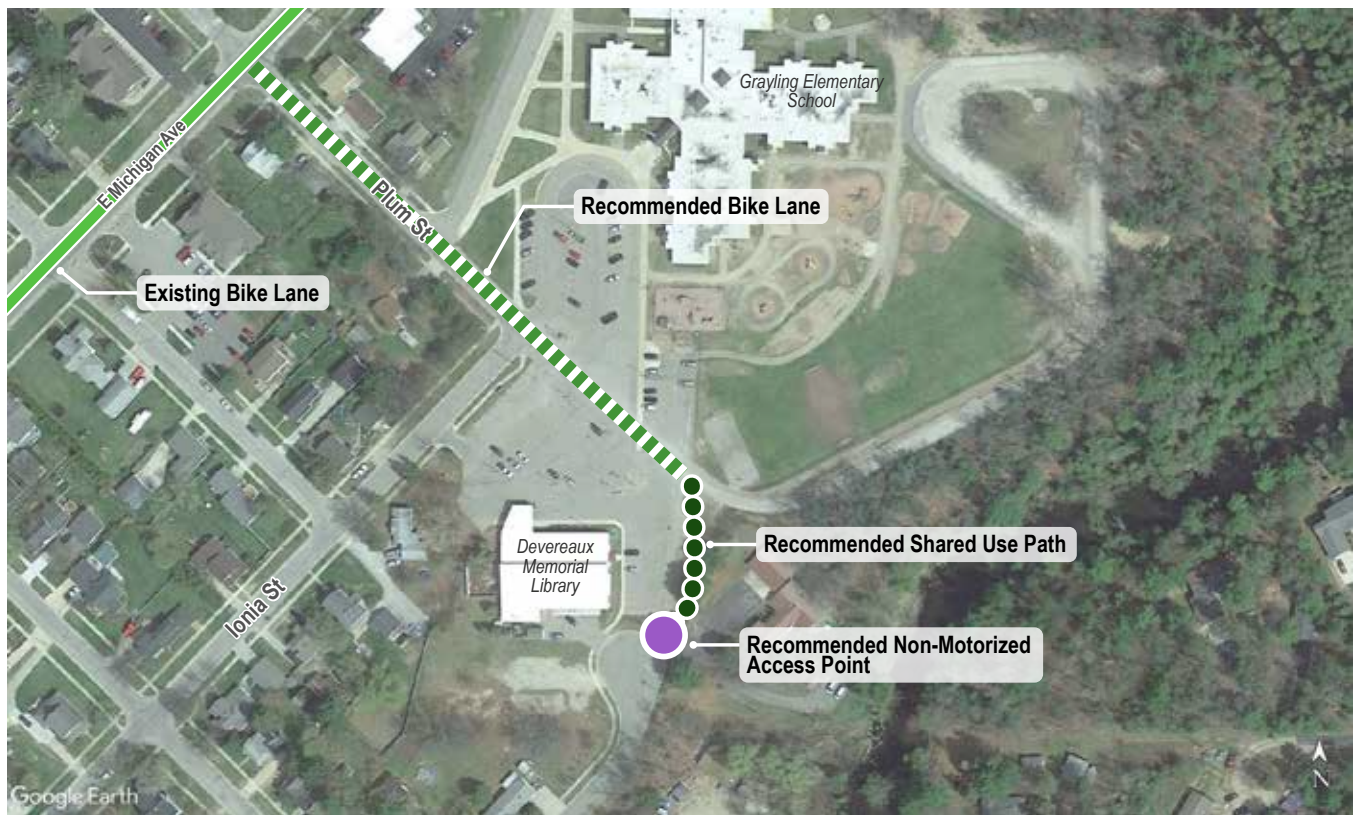 Grayling Elementary
School
E Michigan Ave
Plum St
Recommended Bike Lane
Existing Bike Lane
Devereaux
Memorial
Library
Recommended Shared Use Path
Ionia St
Recommended Non-Motorized
Access Point
N
Google Earth